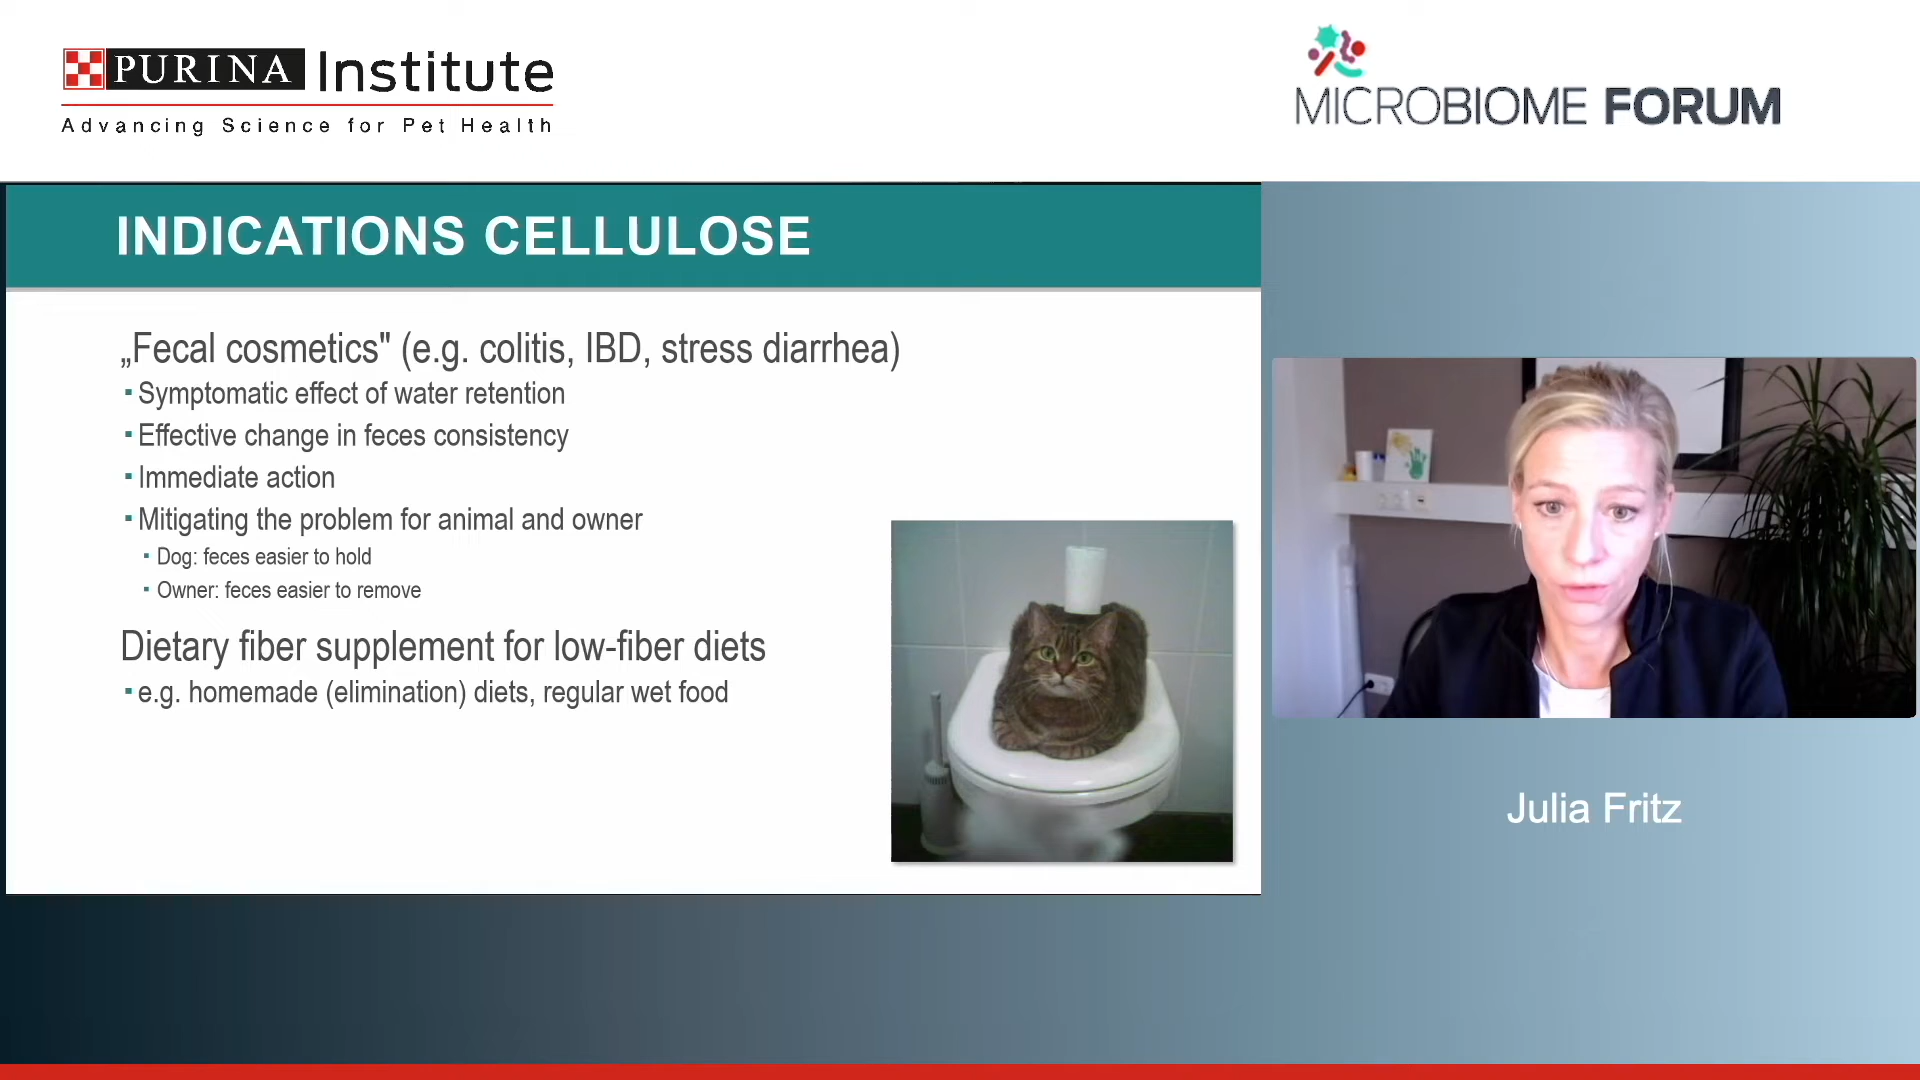 PURINA Institute
Advancing Science for Pet Health
MICROBIOME FORUM
INDICATIONS CELLULOSE
„Fecal cosmetics" (e.g. colitis, IBD, stress diarrhea)
▪ Symptomatic effect of water retention
▪ Effective change in feces consistency
▪ Immediate action
▪ Mitigating the problem for animal and owner
▪ Dog: feces easier to hold
▪ Owner: feces easier to remove
Dietary fiber supplement for low-fiber diets
▪ e.g. homemade (elimination) diets, regular wet food
Julia Fritz